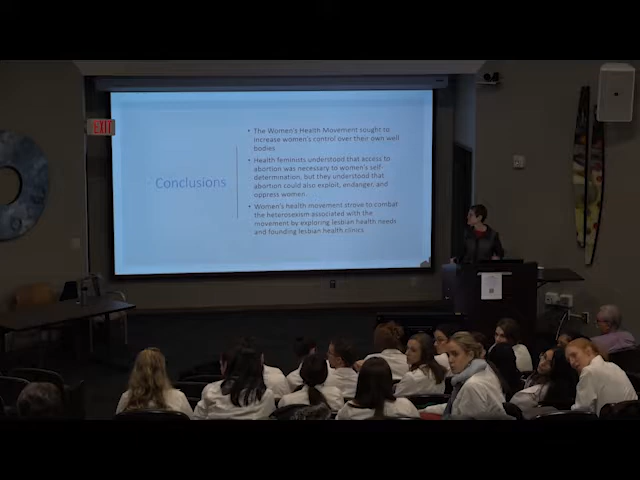 EXIT
Conclusions
• The Women's Health Movement sought to
increase women's control over their own well
bodies
• Health feminists understood that access to
abortion was necessary to women's self-
determination, but they understood that
abortion could also exploit, endanger, and
oppress women.
• Women's health movement strove to combat
the heterosexism associated with the
movement by exploring lesbian health needs
and founding lesbian health clinics